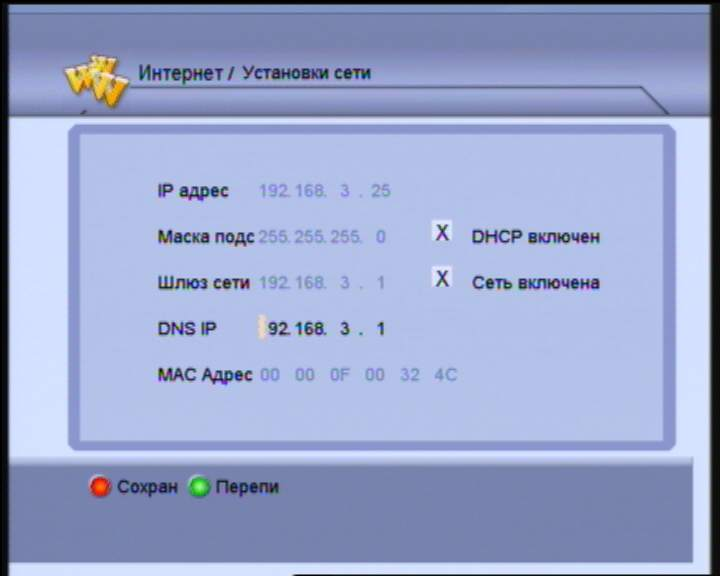 WWW
Интернет / Установки сети
IP адрес 192.168. 3 . 25
Маска подс 255.255.255. 0 X DHCP включен
Шлюз сети 192.168. 3 . 1 X Сеть включена
DNS IP 92.168. 3 . 1
MAC Адрес 00 00 0F 00 32 4C
Сохран Перепи